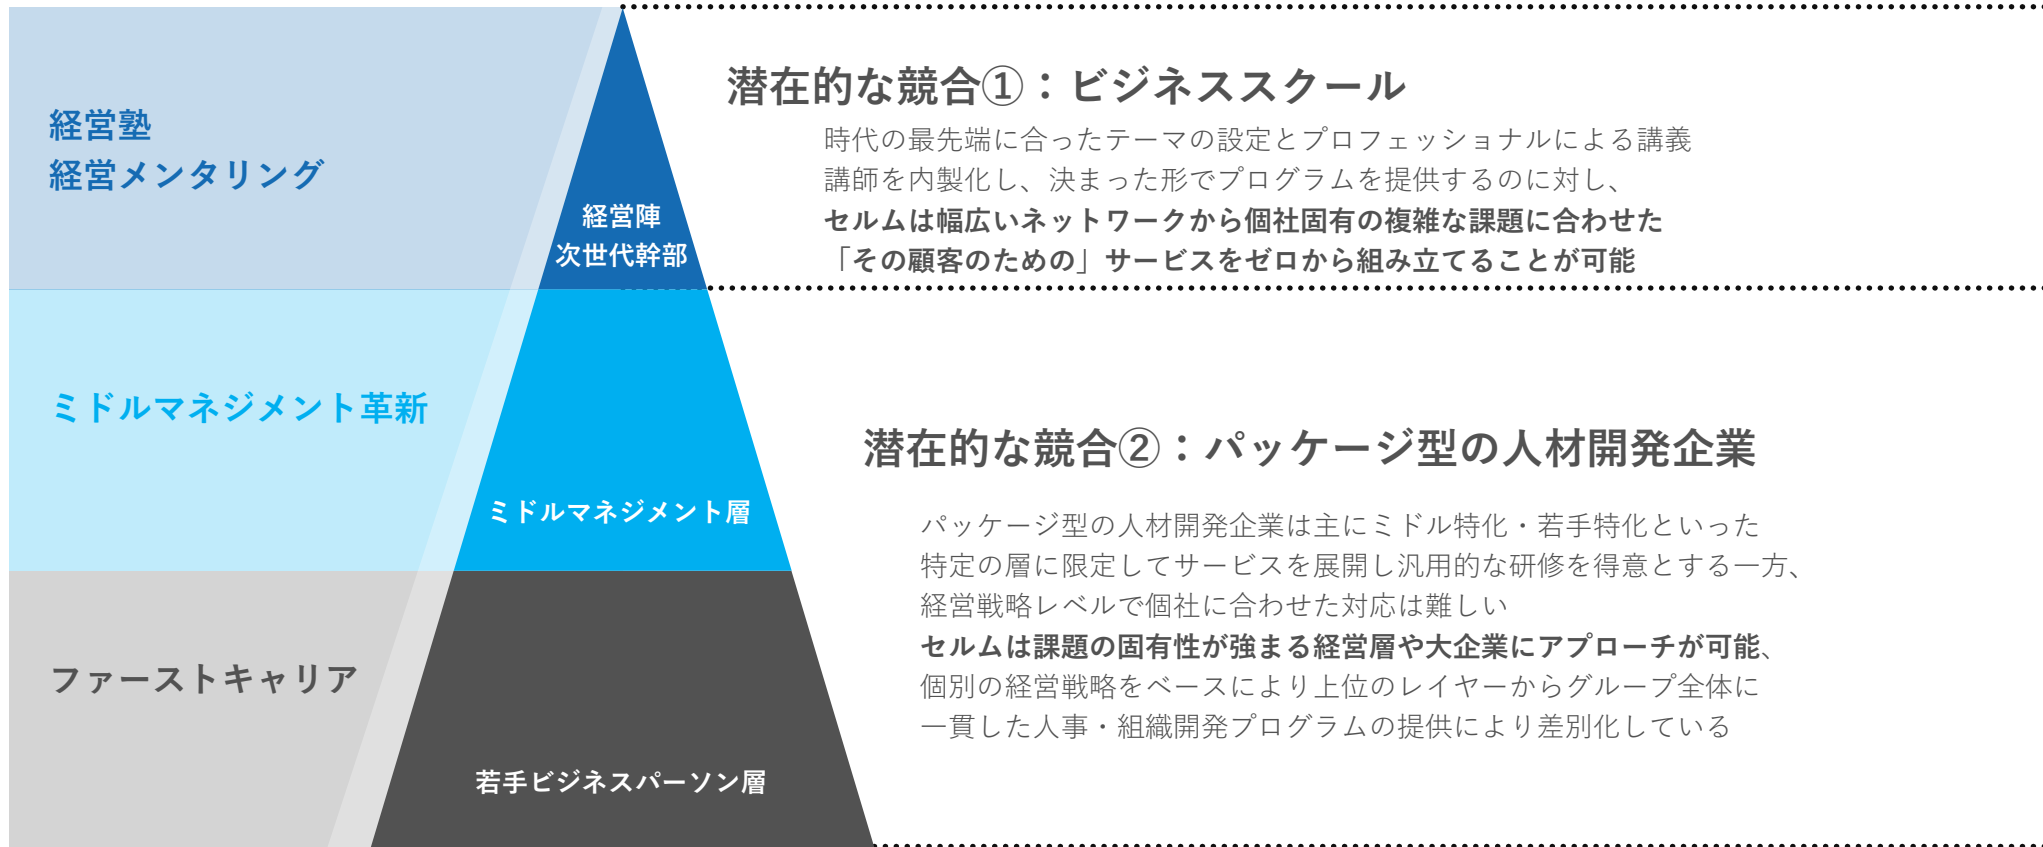 経営塾
経営メンタリング
経営陣
次世代幹部
潜在的な競合①：ビジネススクール
時代の最先端に合ったテーマの設定とプロフェッショナルによる講義
講師を内製化し、決まった形でプログラムを提供するのに対し、
セルムは幅広いネットワークから個社固有の複雑な課題に合わせた
「その顧客のための」サービスをゼロから組み立てることが可能
ミドルマネジメント革新
ミドルマネジメント層
潜在的な競合②：パッケージ型の人材開発企業
パッケージ型の人材開発企業は主にミドル特化・若手特化といった
特定の層に限定してサービスを展開し汎用的な研修を得意とする一方、
経営戦略レベルで個社に合わせた対応は難しい
セルムは課題の固有性が強まる経営層や大企業にアプローチが可能、
個別の経営戦略をベースにより上位のレイヤーからグループ全体に
一貫した人事・組織開発プログラムの提供により差別化している
ファーストキャリア
若手ビジネスパーソン層